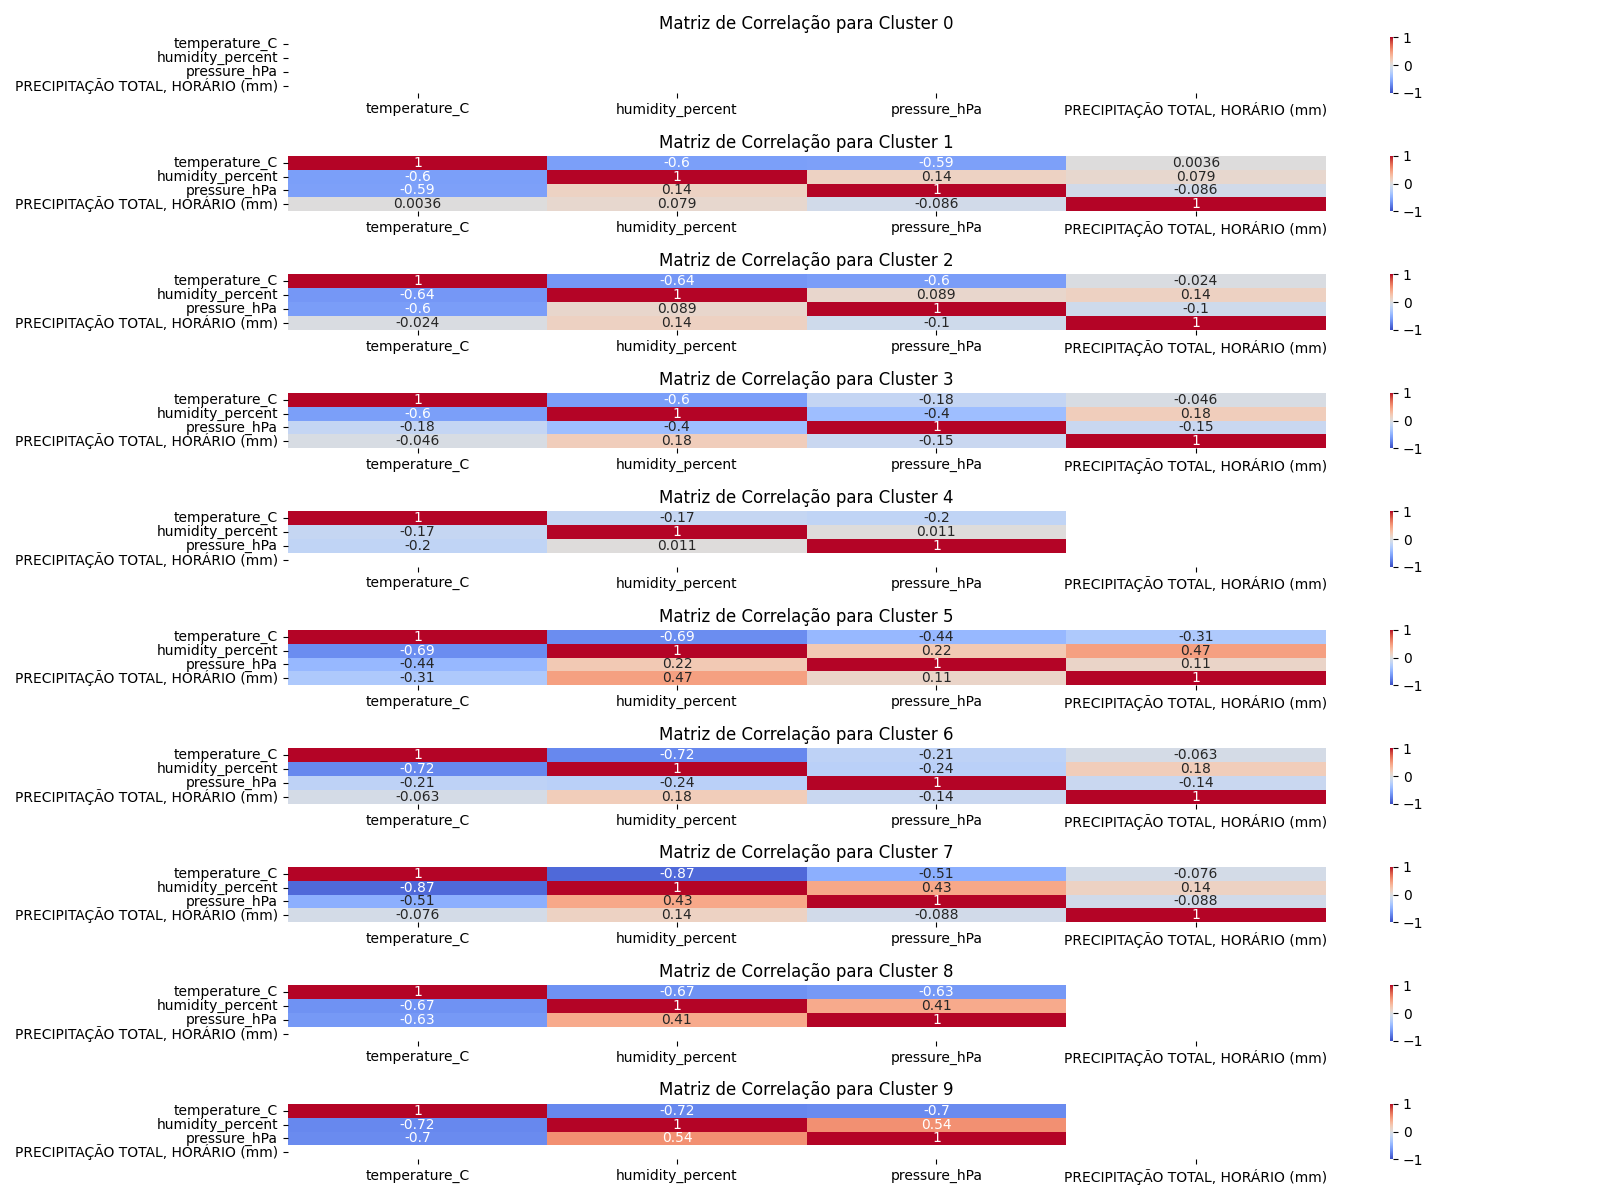 Matriz de Correlação para Cluster 0
temperature_C
humidity_percent
pressure_hPa
PRECIPITAÇÃO TOTAL, HORÁRIO (mm)
temperature_C humidity_percent pressure_hPa PRECIPITAÇÃO TOTAL, HORÁRIO (mm)
1
0
−1
Matriz de Correlação para Cluster 1
temperature_C 1 -0.6 -0.59 0.0036
humidity_percent -0.6 1 0.14 0.079
pressure_hPa -0.59 0.14 1 -0.086
PRECIPITAÇÃO TOTAL, HORÁRIO (mm) 0.0036 0.079 -0.086 1
temperature_C humidity_percent pressure_hPa PRECIPITAÇÃO TOTAL, HORÁRIO (mm)
1
0
−1
Matriz de Correlação para Cluster 2
temperature_C 1 -0.64 -0.6 -0.024
humidity_percent -0.64 1 0.089 0.14
pressure_hPa -0.6 0.089 1 -0.1
PRECIPITAÇÃO TOTAL, HORÁRIO (mm) -0.024 0.14 -0.1 1
temperature_C humidity_percent pressure_hPa PRECIPITAÇÃO TOTAL, HORÁRIO (mm)
1
0
−1
Matriz de Correlação para Cluster 3
temperature_C 1 -0.6 -0.18 -0.046
humidity_percent -0.6 1 -0.4 0.18
pressure_hPa -0.18 -0.4 1 -0.15
PRECIPITAÇÃO TOTAL, HORÁRIO (mm) -0.046 0.18 -0.15 1
temperature_C humidity_percent pressure_hPa PRECIPITAÇÃO TOTAL, HORÁRIO (mm)
1
0
−1
Matriz de Correlação para Cluster 4
temperature_C 1 -0.17 -0.2
humidity_percent -0.17 1 0.011
pressure_hPa -0.2 0.011 1
PRECIPITAÇÃO TOTAL, HORÁRIO (mm)
temperature_C humidity_percent pressure_hPa PRECIPITAÇÃO TOTAL, HORÁRIO (mm)
1
0
−1
Matriz de Correlação para Cluster 5
temperature_C 1 -0.69 -0.44 -0.31
humidity_percent -0.69 1 0.22 0.47
pressure_hPa -0.44 0.22 1 0.11
PRECIPITAÇÃO TOTAL, HORÁRIO (mm) -0.31 0.47 0.11 1
temperature_C humidity_percent pressure_hPa PRECIPITAÇÃO TOTAL, HORÁRIO (mm)
1
0
−1
Matriz de Correlação para Cluster 6
temperature_C 1 -0.72 -0.21 -0.063
humidity_percent -0.72 1 -0.24 0.18
pressure_hPa -0.21 -0.24 1 -0.14
PRECIPITAÇÃO TOTAL, HORÁRIO (mm) -0.063 0.18 -0.14 1
temperature_C humidity_percent pressure_hPa PRECIPITAÇÃO TOTAL, HORÁRIO (mm)
1
0
−1
Matriz de Correlação para Cluster 7
temperature_C 1 -0.87 -0.51 -0.076
humidity_percent -0.87 1 0.43 0.14
pressure_hPa -0.51 0.43 1 -0.088
PRECIPITAÇÃO TOTAL, HORÁRIO (mm) -0.076 0.14 -0.088 1
temperature_C humidity_percent pressure_hPa PRECIPITAÇÃO TOTAL, HORÁRIO (mm)
1
0
−1
Matriz de Correlação para Cluster 8
temperature_C 1 -0.67 -0.63
humidity_percent -0.67 1 0.41
pressure_hPa -0.63 0.41 1
PRECIPITAÇÃO TOTAL, HORÁRIO (mm)
temperature_C humidity_percent pressure_hPa PRECIPITAÇÃO TOTAL, HORÁRIO (mm)
1
0
−1
Matriz de Correlação para Cluster 9
temperature_C 1 -0.72 -0.7
humidity_percent -0.72 1 0.54
pressure_hPa -0.7 0.54 1
PRECIPITAÇÃO TOTAL, HORÁRIO (mm)
temperature_C humidity_percent pressure_hPa PRECIPITAÇÃO TOTAL, HORÁRIO (mm)
1
0
−1